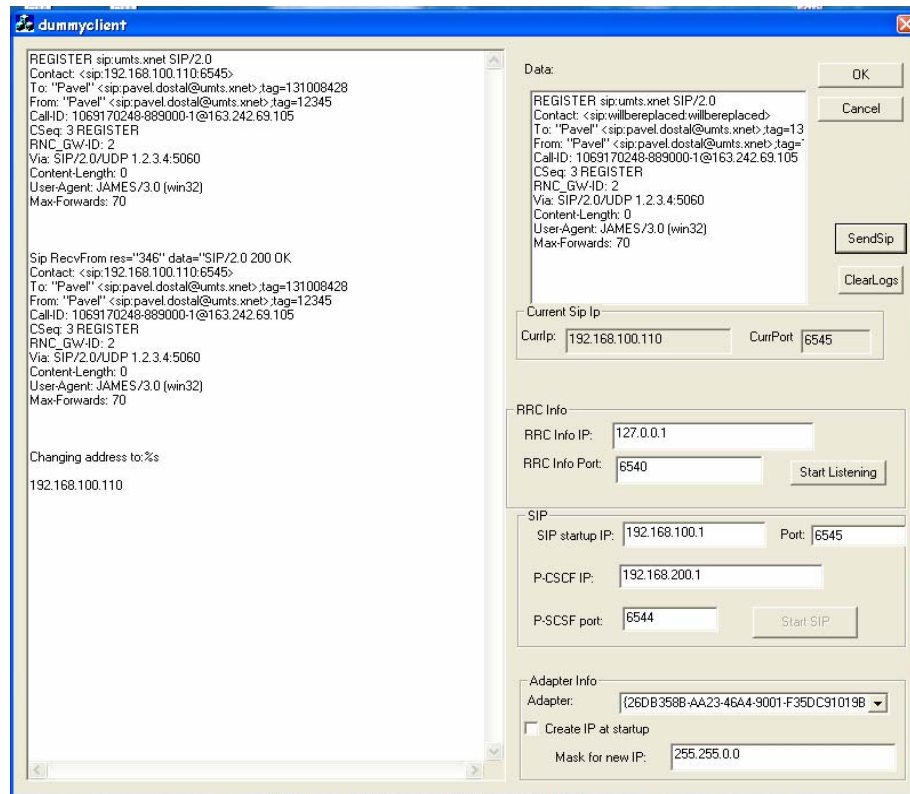 dummyclient
REGISTER sip:umts.xnet SIP/2.0
Contact: <sip:192.168.100.110:6545>
To: "Pavel" <sip:pavel.dostal@umts.xnet>;tag=131008428
From: "Pavel" <sip:pavel.dostal@umts.xnet>;tag=12345
Call-ID: 1069170248-889000-1@163.242.69.105
CSeq: 3 REGISTER
RNC_GW-ID: 2
Via: SIP/2.0/UDP 1.2.3.4:5060
Content-Length: 0
User-Agent: JAMES/3.0 (win32)
Max-Forwards: 70
Sip RecvFrom res="346" data="SIP/2.0 200 OK
Contact: <sip:192.168.100.110:6545>
To: "Pavel" <sip:pavel.dostal@umts.xnet>;tag=131008428
From: "Pavel" <sip:pavel.dostal@umts.xnet>;tag=12345
Call-ID: 1069170248-889000-1@163.242.69.105
CSeq: 3 REGISTER
RNC_GW-ID: 2
Via: SIP/2.0/UDP 1.2.3.4:5060
Content-Length: 0
User-Agent: JAMES/3.0 (win32)
Max-Forwards: 70
Changing address to:%s
192.168.100.110
Data:
REGISTER sip:umts.xnet SIP/2.0
Contact: <sip:willbereplaced:willbereplaced>
To: "Pavel" <sip:pavel.dostal@umts.xnet>;tag=13
From: "Pavel" <sip:pavel.dostal@umts.xnet>;tag=
Call-ID: 1069170248-889000-1@163.242.69.105
CSeq: 3 REGISTER
RNC_GW-ID: 2
Via: SIP/2.0/UDP 1.2.3.4:5060
Content-Length: 0
User-Agent: JAMES/3.0 (win32)
Max-Forwards: 70
OK
Cancel
SendSip
ClearLogs
Current Sip Ip
CurrIp: 192.168.100.110 CurrPort 6545
RRC Info
RRC Info IP: 127.0.0.1
RRC Info Port: 6540 Start Listening
SIP
SIP startup IP: 192.168.100.1 Port: 6545
P-CSCF IP: 192.168.200.1
P-SCSF port: 6544 Start SIP
Adapter Info
Adapter: {26DB358B-AA23-46A4-9001-F35DC91019B
Create IP at startup
Mask for new IP: 255.255.0.0